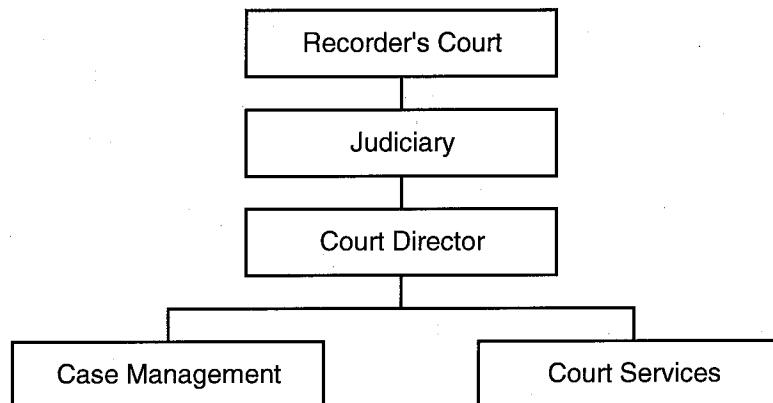 Recorder's Court
Judiciary
Court Director
Case Management
Court Services